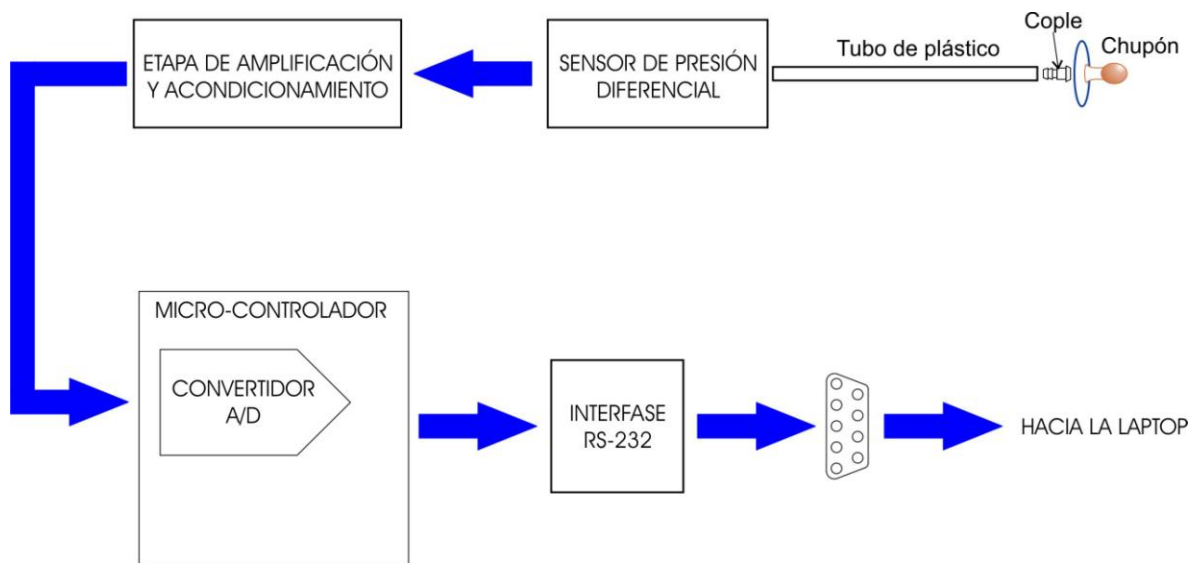 ETAPA DE AMPLIFICACIÓN
Y ACONDICIONAMIENTO
SENSOR DE PRESIÓN
DIFERENCIAL
Tubo de plástico
Cople
Chupón
MICRO-CONTROLADOR
CONVERTIDOR
A/D
INTERFASE
RS-232
HACIA LA LAPTOP